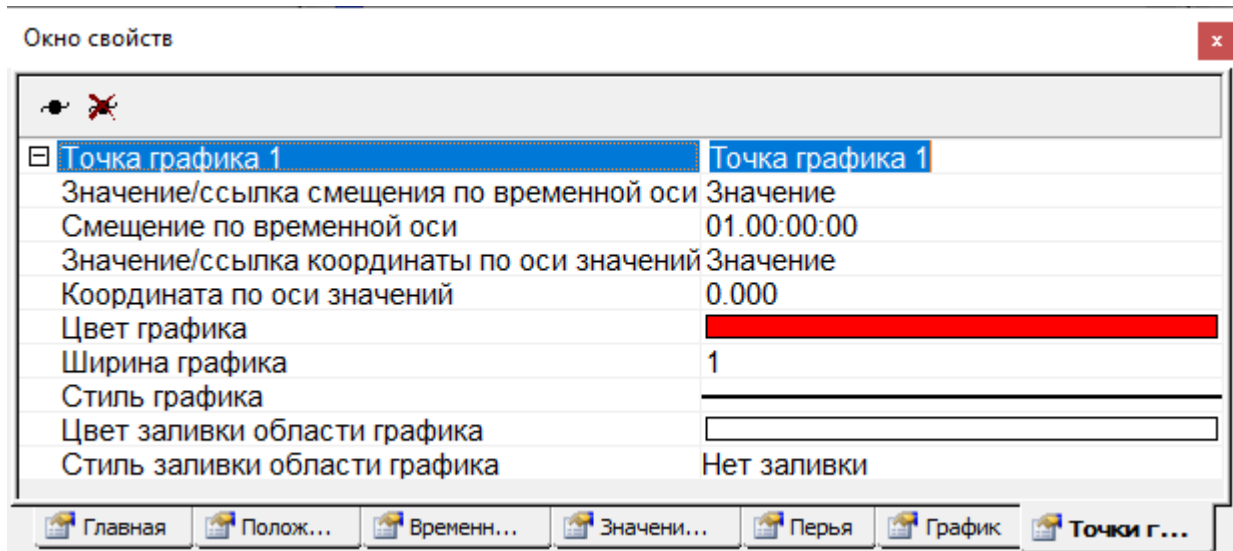 Окно свойств
x
Точка графика 1 Точка графика 1
Значение/ссылка смещения по временной оси Значение
Смещение по временной оси 01.00:00:00
Значение/ссылка координаты по оси значений Значение
Координата по оси значений 0.000
Цвет графика
Ширина графика 1
Стиль графика
Цвет заливки области графика
Стиль заливки области графика Нет заливки
Главная Полож... Временн... Значени... Перья График Точки г...